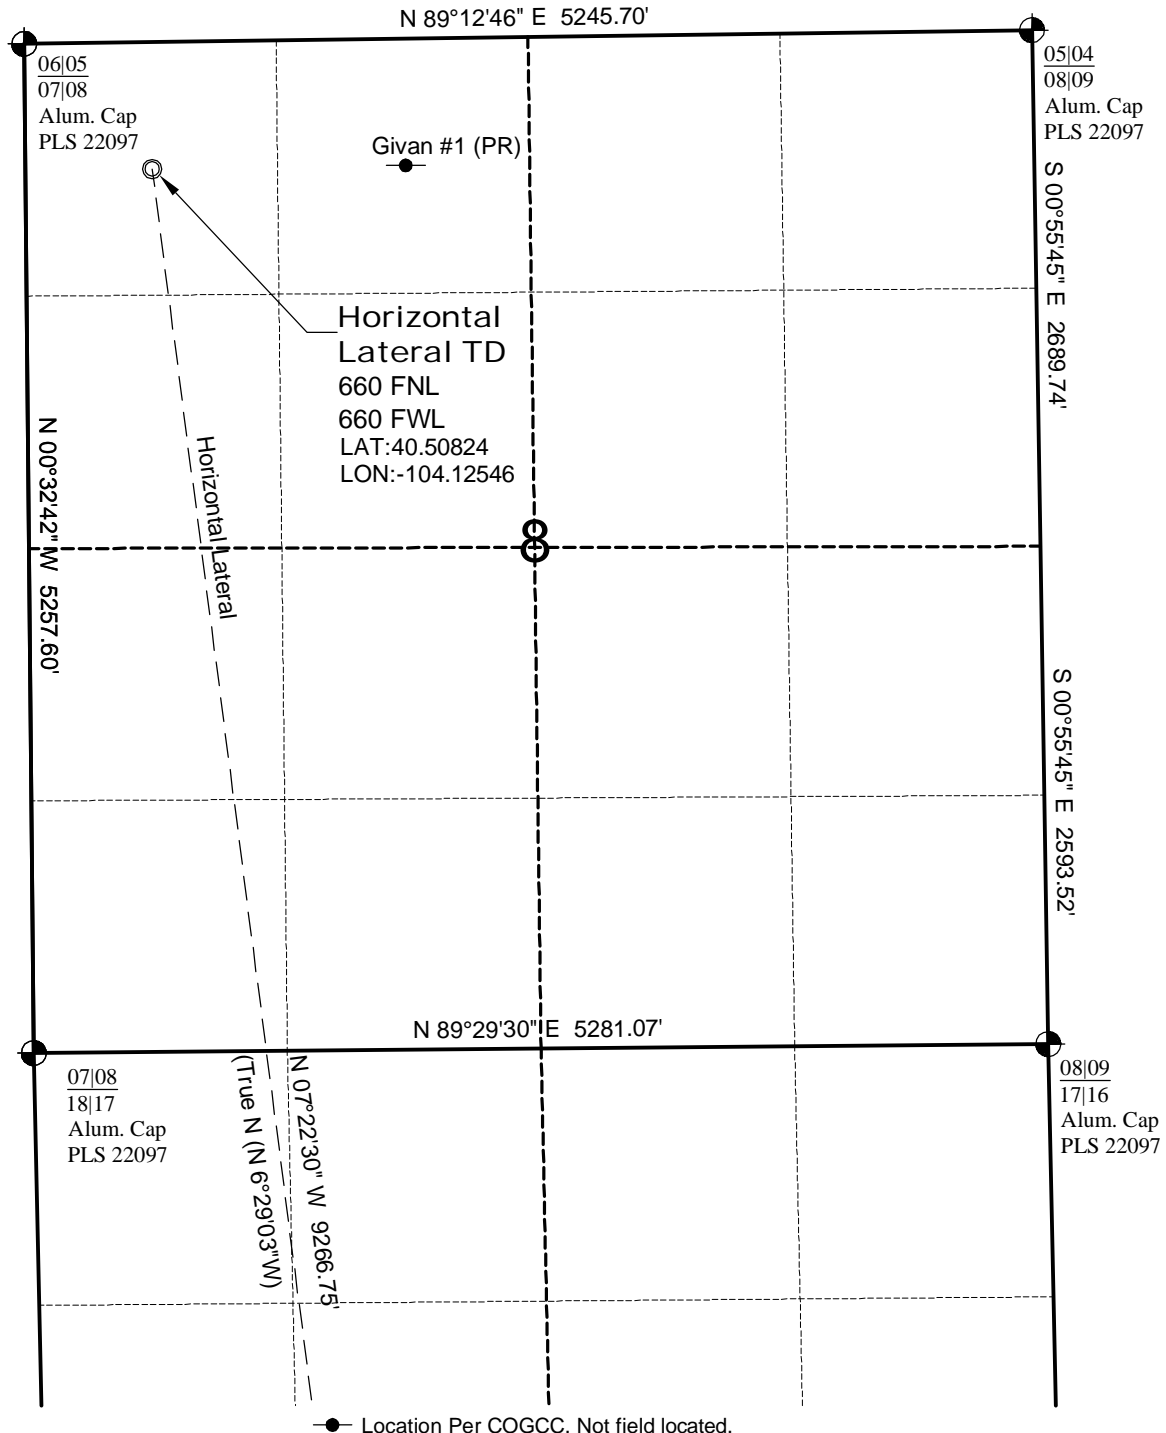 N 89°12'46" E 5245.70'
06|05
07|08
Alum. Cap
PLS 22097
05|04
08|09
Alum. Cap
PLS 22097
Givan #1 (PR)
S 00°55'45" E 2689.74'
Horizontal
Lateral TD
660 FNL
660 FWL
LAT:40.50824
LON:-104.12546
N 00°32'42" W 5257.60'
Horizontal Lateral
8
S 00°55'45" E 2593.52'
N 89°29'30" E 5281.07'
07|08
18|17
Alum. Cap
PLS 22097
(True N (N 6°29'03"W)
N 07°22'30" W 9266.75'
08|09
17|16
Alum. Cap
PLS 22097
Location Per COGCC. Not field located.